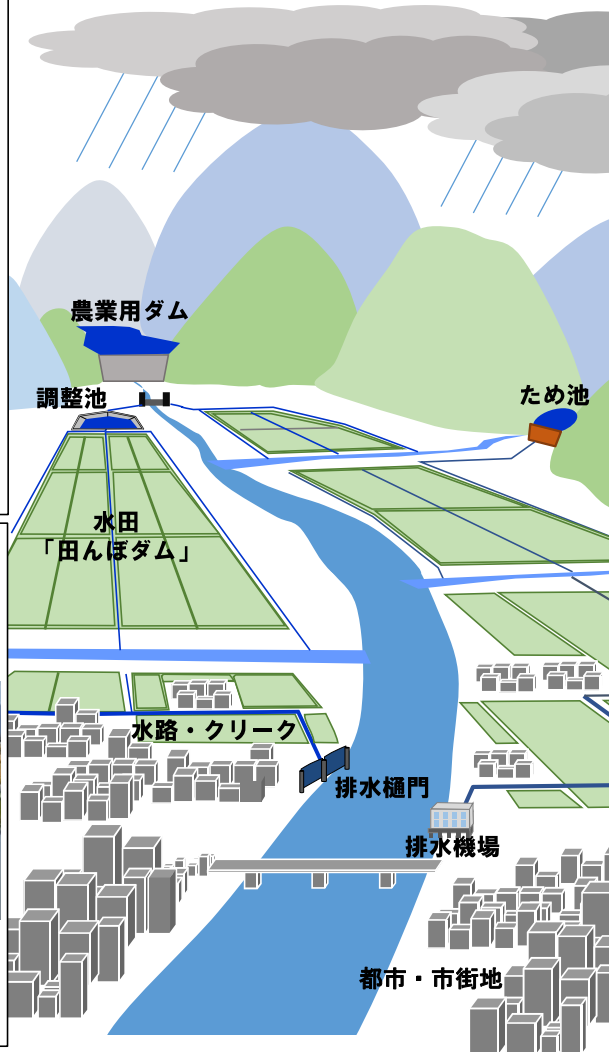 農業用ダム
調整池
ため池
水田
「田んぼダム」
水路・クリーク
排水樋門
排水機場
都市・市街地